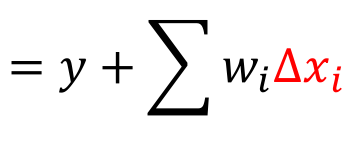 = y + ∑ wᵢΔxᵢ